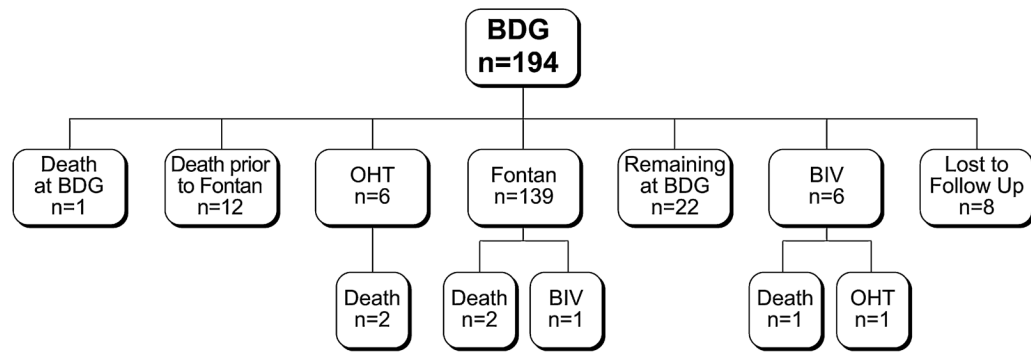 BDG
n=194
Death
at BDG
n=1
Death prior
to Fontan
n=12
OHT
n=6
Fontan
n=139
Remaining
at BDG
n=22
BIV
n=6
Lost to
Follow Up
n=8
Death
n=2
Death
n=2
BIV
n=1
Death
n=1
OHT
n=1